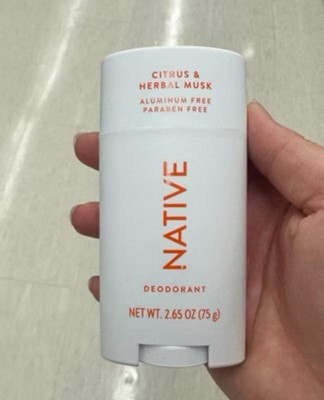 CITRUS &
HERBAL MUSK
ALUMINUM FREE
PARABEN FREE
NATIVE
DEODORANT
NET WT. 2.65 OZ (75 g)